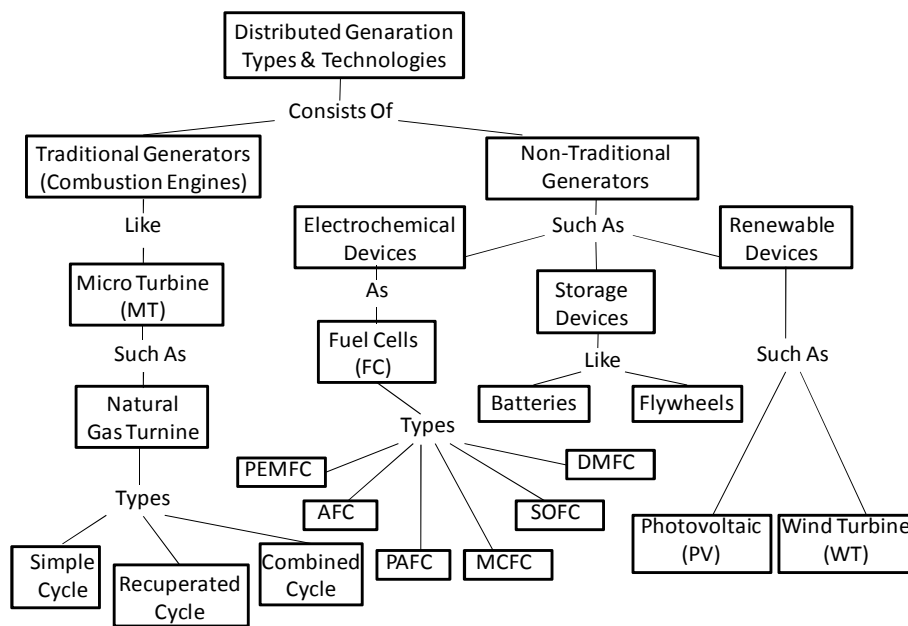 Distributed Genaration
Types & Technologies
Consists Of
Traditional Generators
(Combustion Engines)
Non-Traditional
Generators
Like
Such As
Electrochemical
Devices
Renewable
Devices
Micro Turbine
(MT)
As
Storage
Devices
Such As
Fuel Cells
(FC)
Like
Such As
Natural
Gas Turnine
Batteries
Flywheels
Types
PEMFC
DMFC
Types
AFC
SOFC
PAFC
MCFC
Photovoltaic
(PV)
Wind Turbine
(WT)
Simple
Cycle
Recuperated
Cycle
Combined
Cycle